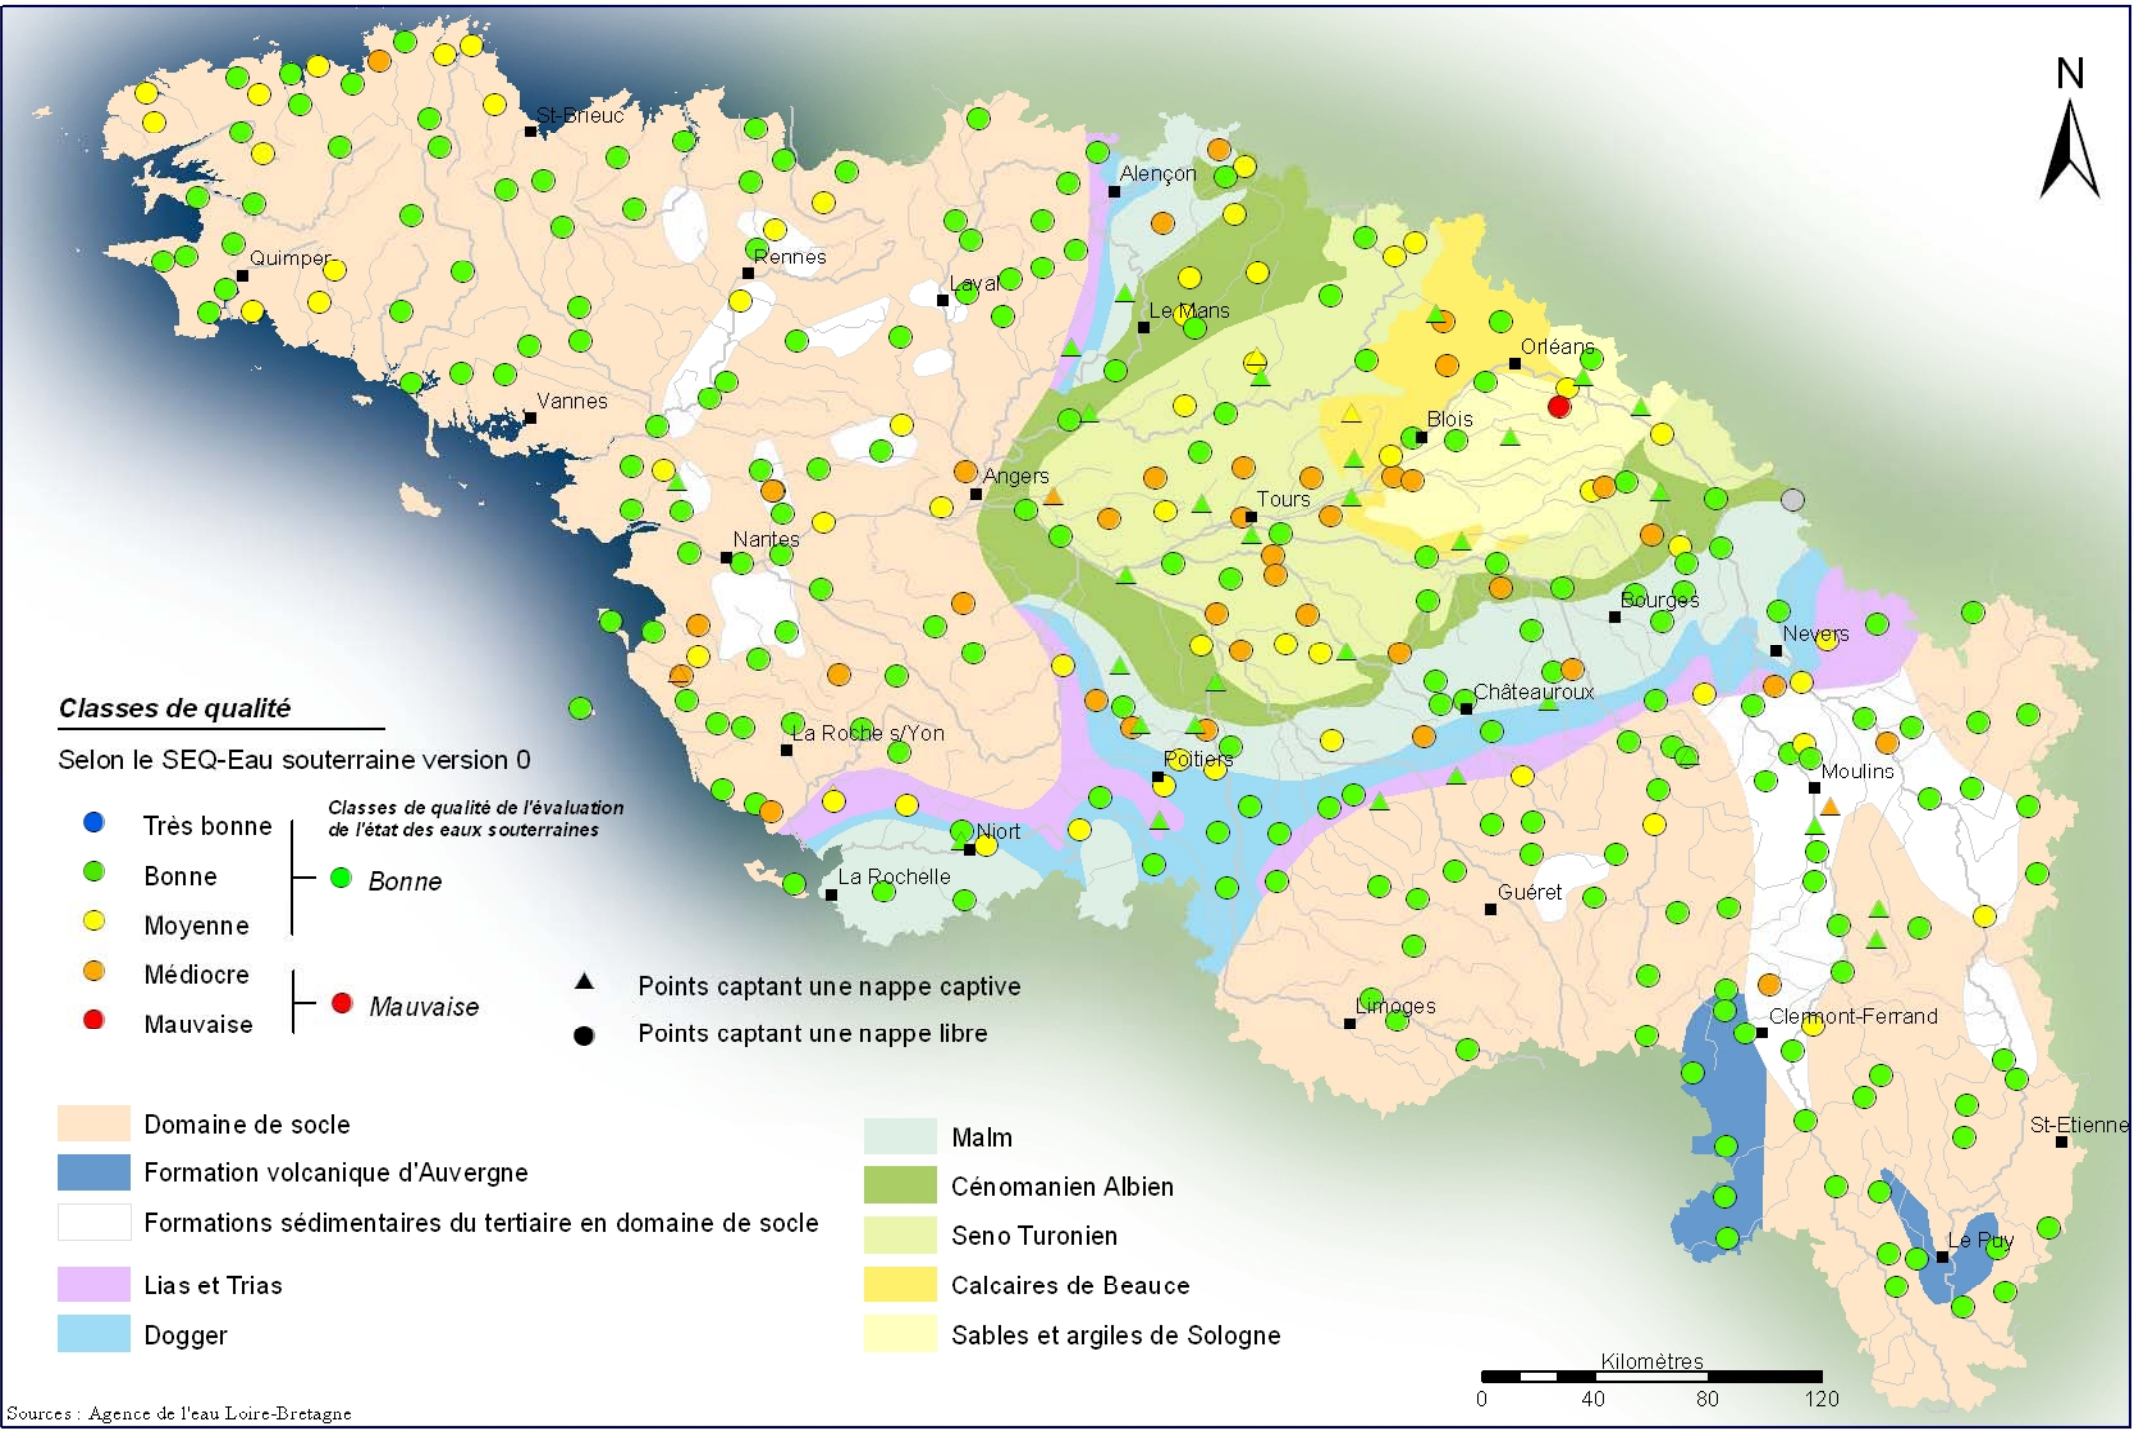 N
St-Brieuc
Alençon
Quimper
Rennes
Laval
Le Mans
Orléans
Vannes
Blois
Angers
Tours
Nantes
Bourges
Nevers
Châteauroux
La Roche s/Yon
Poitiers
Moulins
Niort
La Rochelle
Guéret
Limoges
Clermont-Ferrand
St-Etienne
Le Puy
Classes de qualité
Selon le SEQ-Eau souterraine version 0
Très bonne
Bonne
Moyenne
Médiocre
Mauvaise
Classes de qualité de l'évaluation
de l'état des eaux souterraines
Bonne
Mauvaise
Points captant une nappe captive
Points captant une nappe libre
Domaine de socle
Formation volcanique d'Auvergne
Formations sédimentaires du tertiaire en domaine de socle
Lias et Trias
Dogger
Malm
Cénomanien Albien
Seno Turonien
Calcaires de Beauce
Sables et argiles de Sologne
Kilomètres
0 40 80 120
Sources : Agence de l'eau Loire-Bretagne